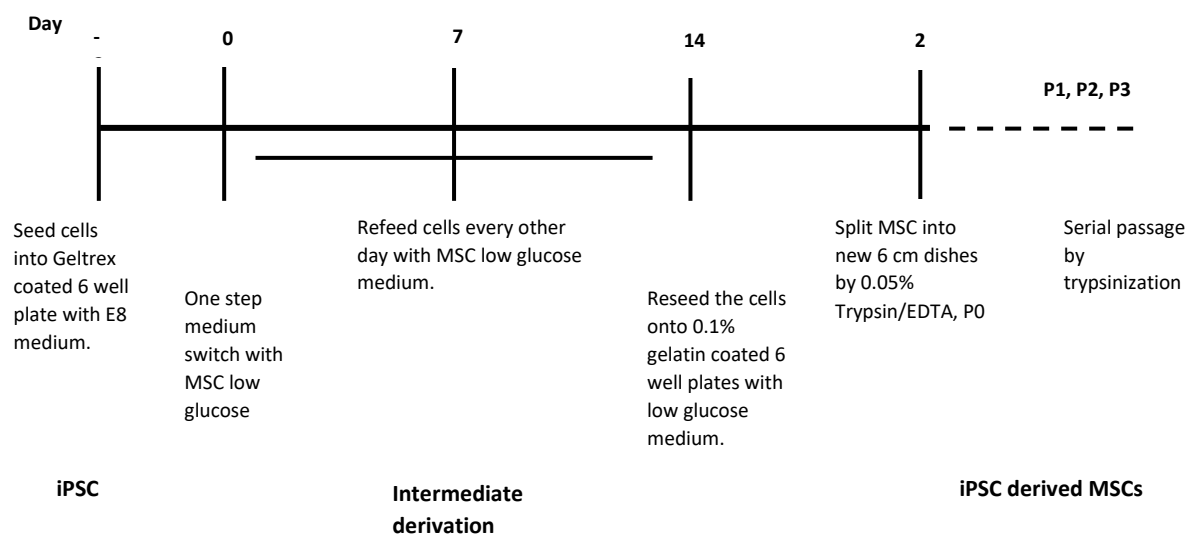 Day
-
0
7
14
2
P1, P2, P3
Seed cells
into Geltrex
coated 6 well
plate with E8
medium.
One step
medium
switch with
MSC low
glucose
Refeed cells every other
day with MSC low glucose
medium.
Reseed the cells
onto 0.1%
gelatin coated 6
well plates with
low glucose
medium.
Split MSC into
new 6 cm dishes
by 0.05%
Trypsin/EDTA, P0
Serial passage
by
trypsinization
iPSC
Intermediate
derivation
iPSC derived MSCs